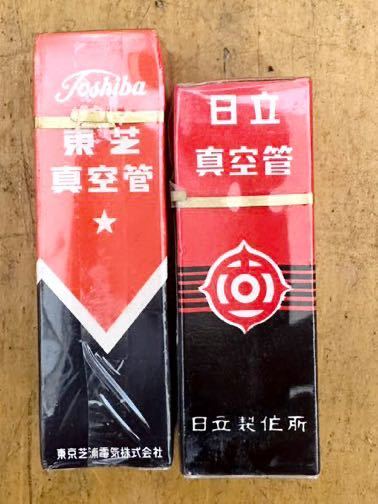 Toshiba
東芝
真空管
東京芝浦電気株式会社
日立
真空管
日立製作所